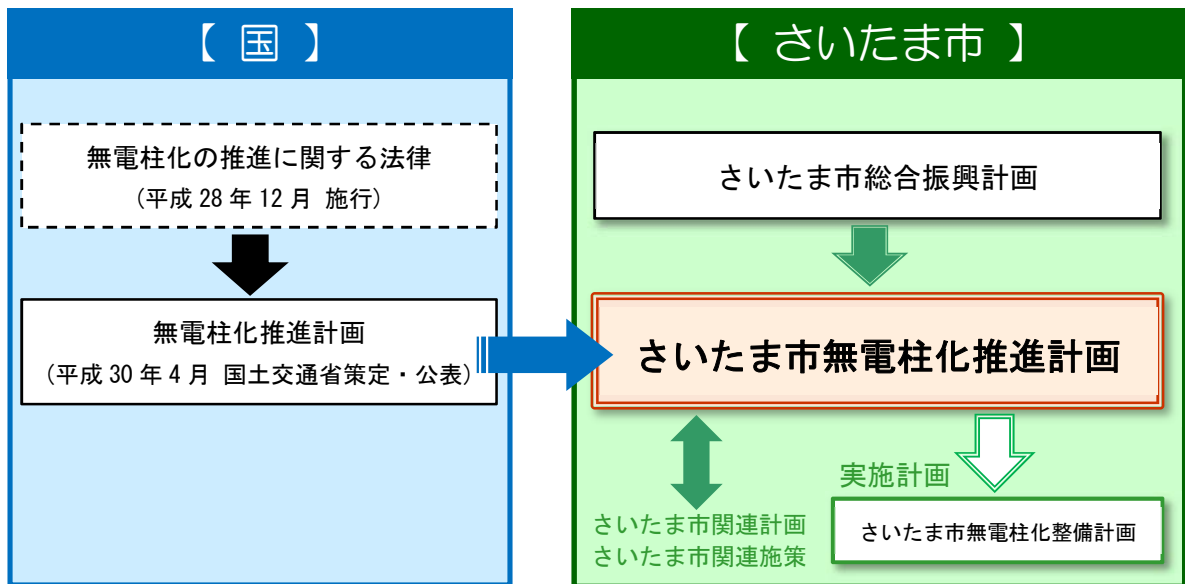 【 国 】
無電柱化の推進に関する法律
(平成 28 年 12 月 施行)
無電柱化推進計画
(平成 30 年 4 月 国土交通省策定・公表)
【 さいたま市 】
さいたま市総合振興計画
さいたま市無電柱化推進計画
さいたま市関連計画
さいたま市関連施策
実施計画
さいたま市無電柱化整備計画